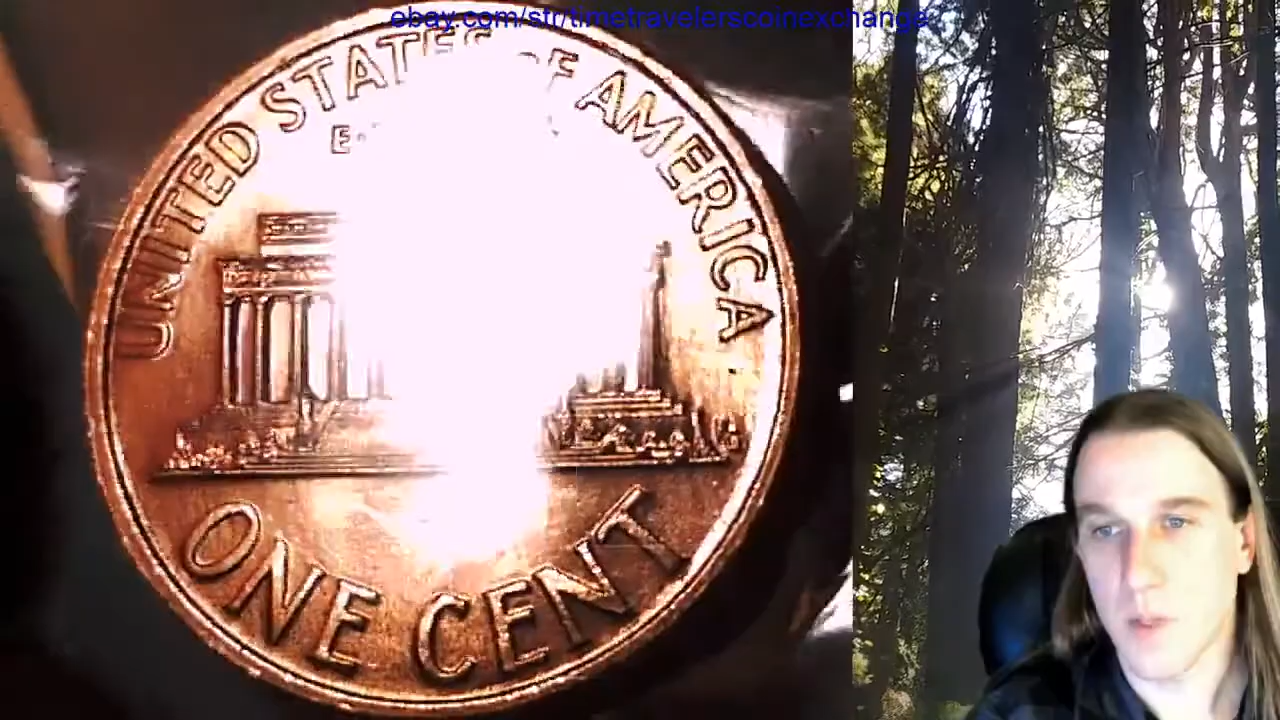 ebay.com/str/timetravelerscoinexchange
UNITED STATES OF AMERICA
ONE CENT